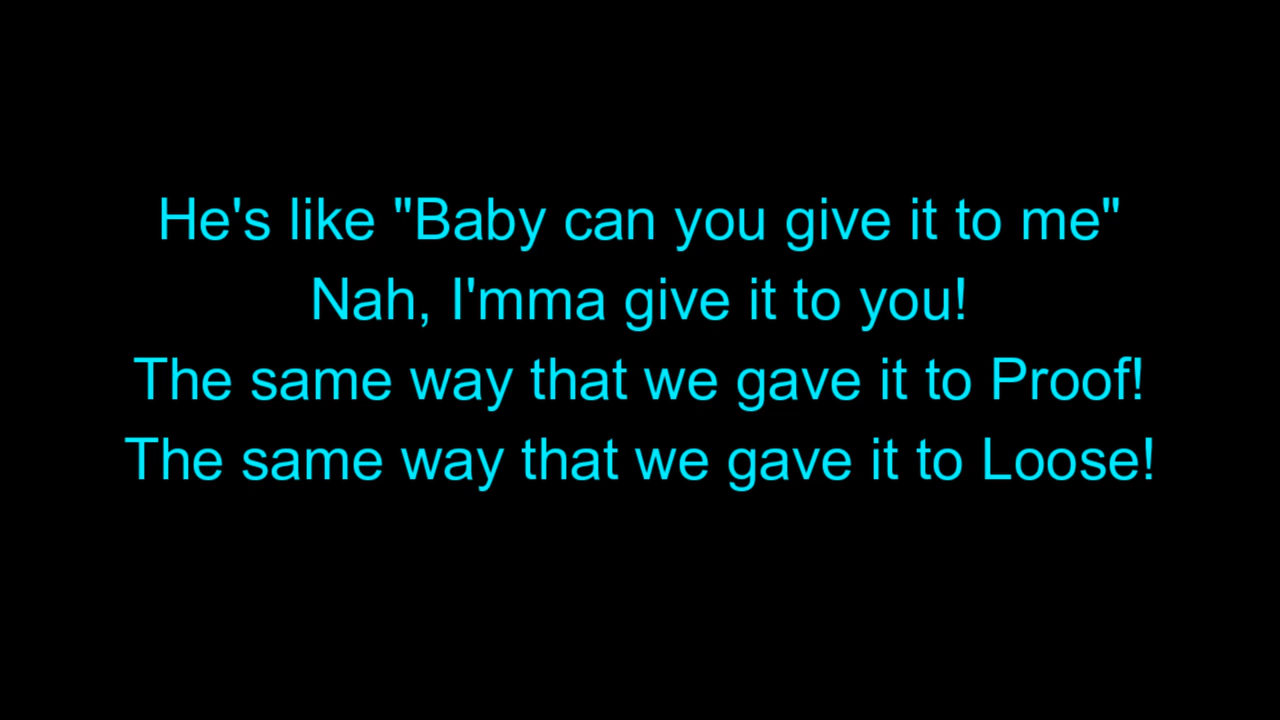 He's like "Baby can you give it to me"
Nah, I'mma give it to you!
The same way that we gave it to Proof!
The same way that we gave it to Loose!